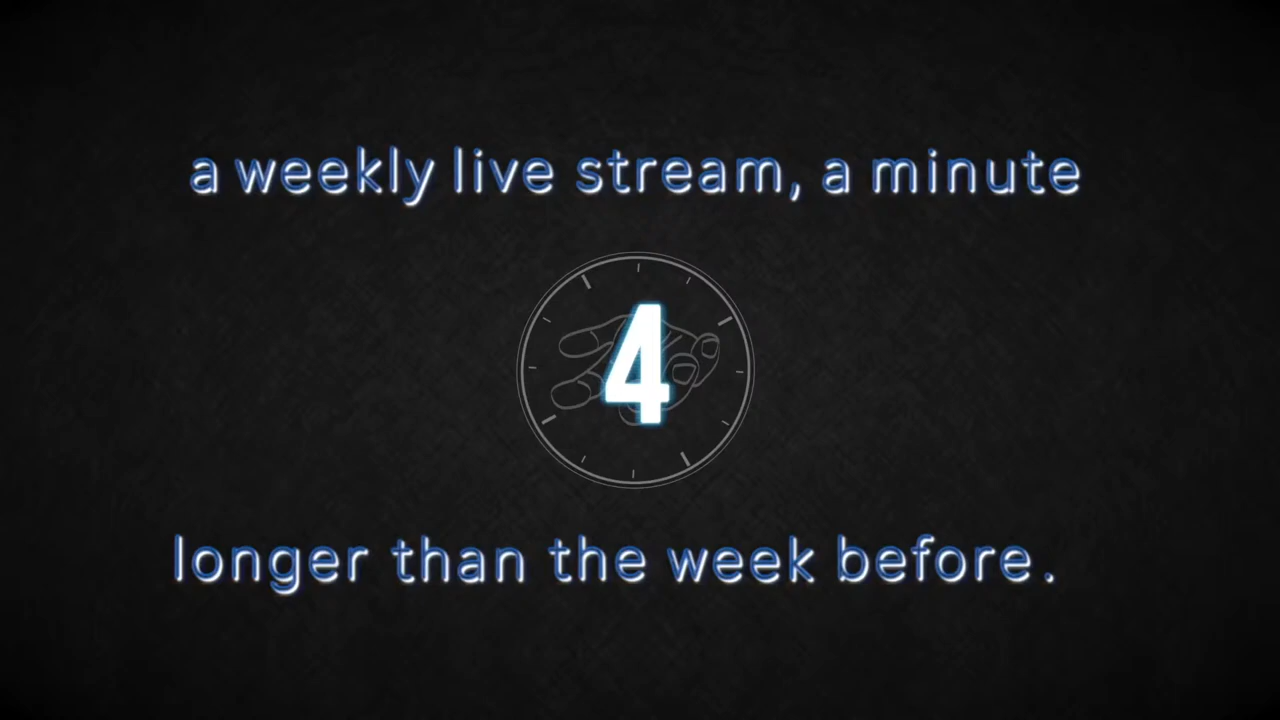 a weekly live stream, a minute
4
longer than the week before.